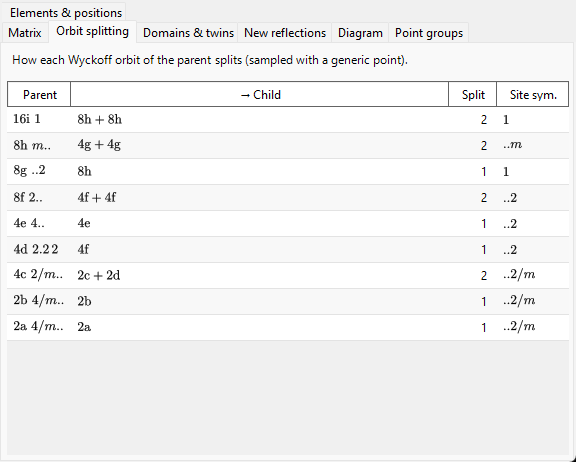 Elements & positions
Matrix Orbit splitting Domains & twins New reflections Diagram Point groups
How each Wyckoff orbit of the parent splits (sampled with a generic point).
Parent → Child Split Site sym.
16i 1 8h + 8h 2 1
8h m.. 4g + 4g 2 ..m
8g ..2 8h 1 1
8f 2.. 4f + 4f 2 ..2
4e 4.. 4e 1 ..2
4d 2.22 4f 1 ..2
4c 2/m.. 2c + 2d 2 ..2/m
2b 4/m.. 2b 1 ..2/m
2a 4/m.. 2a 1 ..2/m